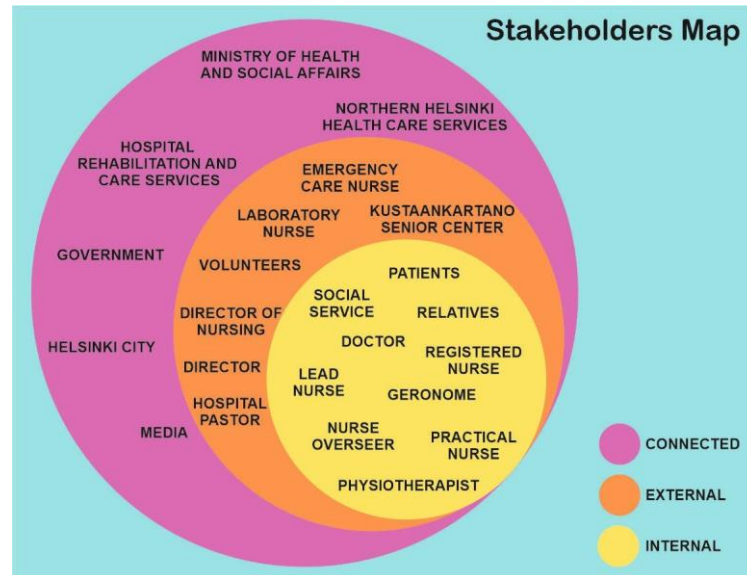 Stakeholders Map
MINISTRY OF HEALTH
AND SOCIAL AFFAIRS
NORTHERN HELSINKI
HEALTH CARE SERVICES
HOSPITAL
REHABILITATION AND
CARE SERVICES
GOVERNMENT
HELSINKI CITY
MEDIA
EMERGENCY
CARE NURSE
LABORATORY
NURSE
KUSTAANKARTANO
SENIOR CENTER
VOLUNTEERS
DIRECTOR OF
NURSING
DIRECTOR
HOSPITAL
PASTOR
PATIENTS
SOCIAL
SERVICE
RELATIVES
DOCTOR
REGISTERED
NURSE
LEAD
NURSE
GERONOME
NURSE
OVERSEER
PRACTICAL
NURSE
PHYSIOTHERAPIST
CONNECTED
EXTERNAL
INTERNAL